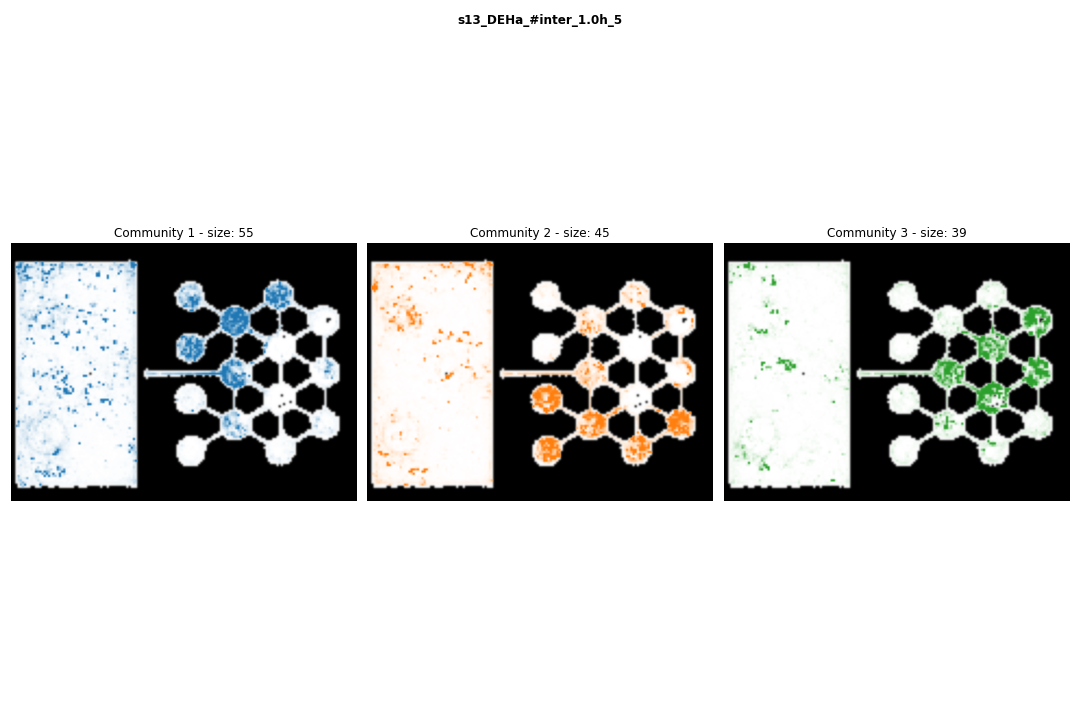 s13_DEHa_#inter_1.0h_5
Community 1 - size: 55
Community 2 - size: 45
Community 3 - size: 39